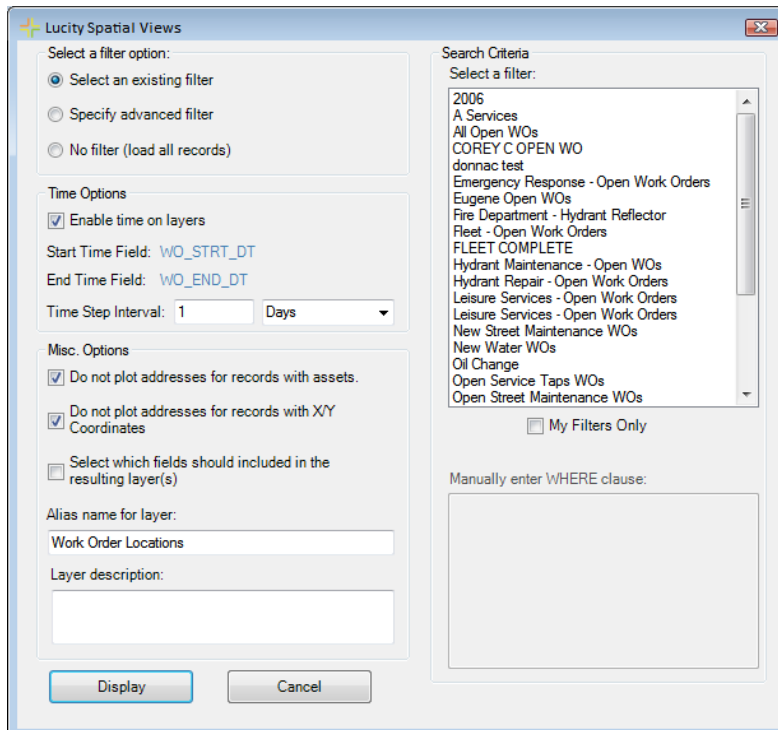 Lucity Spatial Views
Select a filter option:
Select an existing filter
Specify advanced filter
No filter (load all records)
Time Options
Enable time on layers
Start Time Field: WO_STRT_DT
End Time Field: WO_END_DT
Time Step Interval: 1 Days
Misc. Options
Do not plot addresses for records with assets.
Do not plot addresses for records with X/Y
Coordinates
Select which fields should included in the
resulting layer(s)
Alias name for layer:
Work Order Locations
Layer description:
Display
Cancel
Search Criteria
Select a filter:
2006
A Services
All Open WOs
COREY C OPEN WO
donnac test
Emergency Response - Open Work Orders
Eugene Open WOs
Fire Department - Hydrant Reflector
Fleet - Open Work Orders
FLEET COMPLETE
Hydrant Maintenance - Open WOs
Hydrant Repair - Open Work Orders
Leisure Services - Open Work Orders
Leisure Services - Open Work Orders
New Street Maintenance WOs
New Water WOs
Oil Change
Open Service Taps WOs
Open Street Maintenance WOs
My Filters Only
Manually enter WHERE clause: